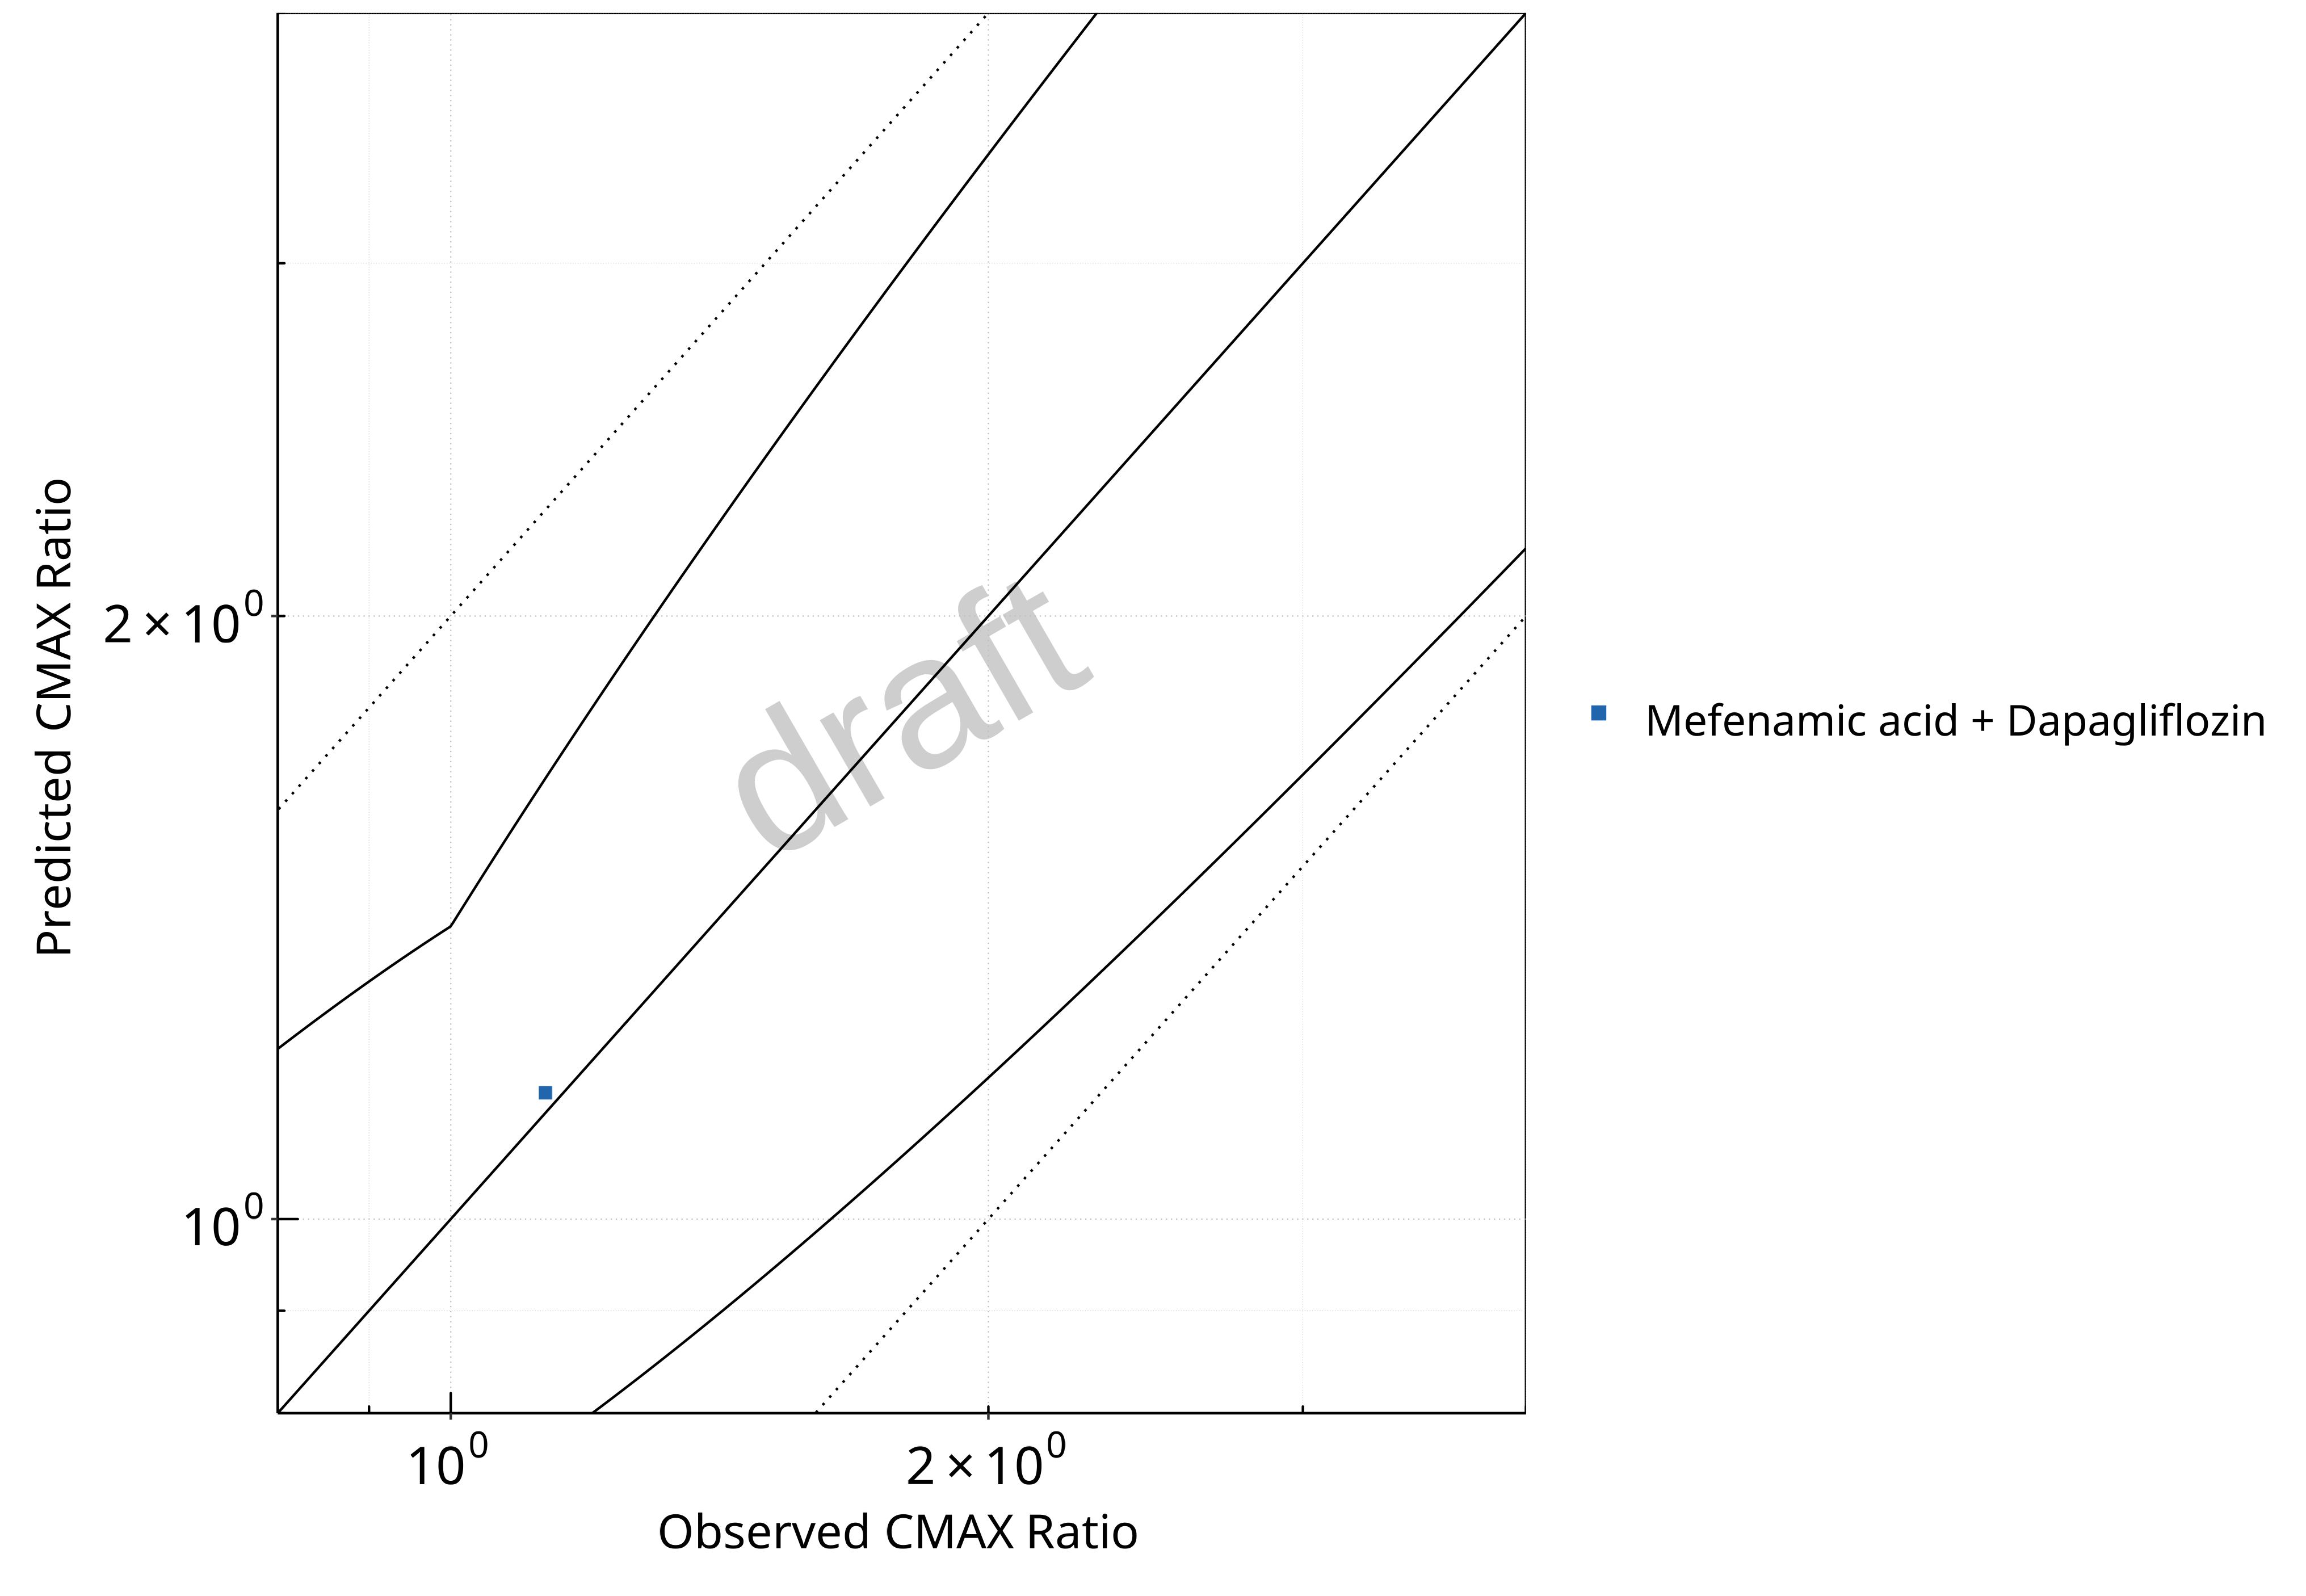 Predicted CMAX Ratio
2 × 10⁰
10⁰
draft
Mefenamic acid + Dapagliflozin
10⁰
2 × 10⁰
Observed CMAX Ratio